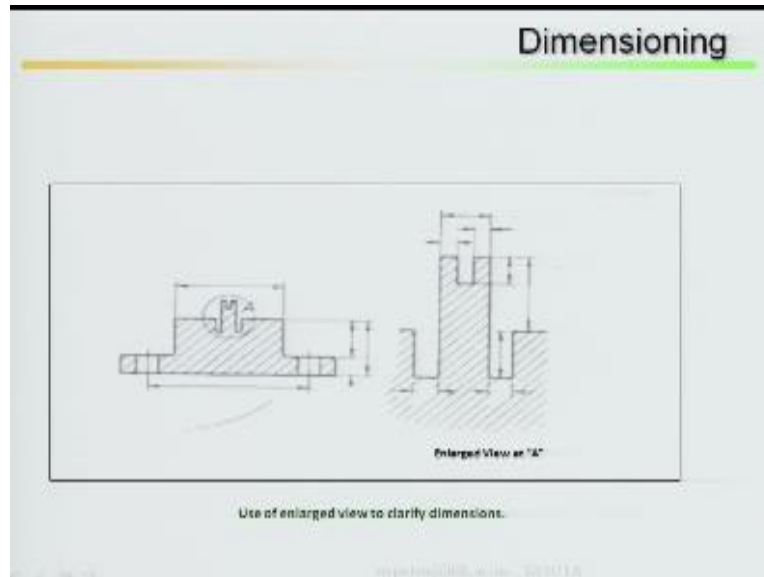 Dimensioning
A
Enlarged View at "A"
Use of enlarged view to clarify dimensions.